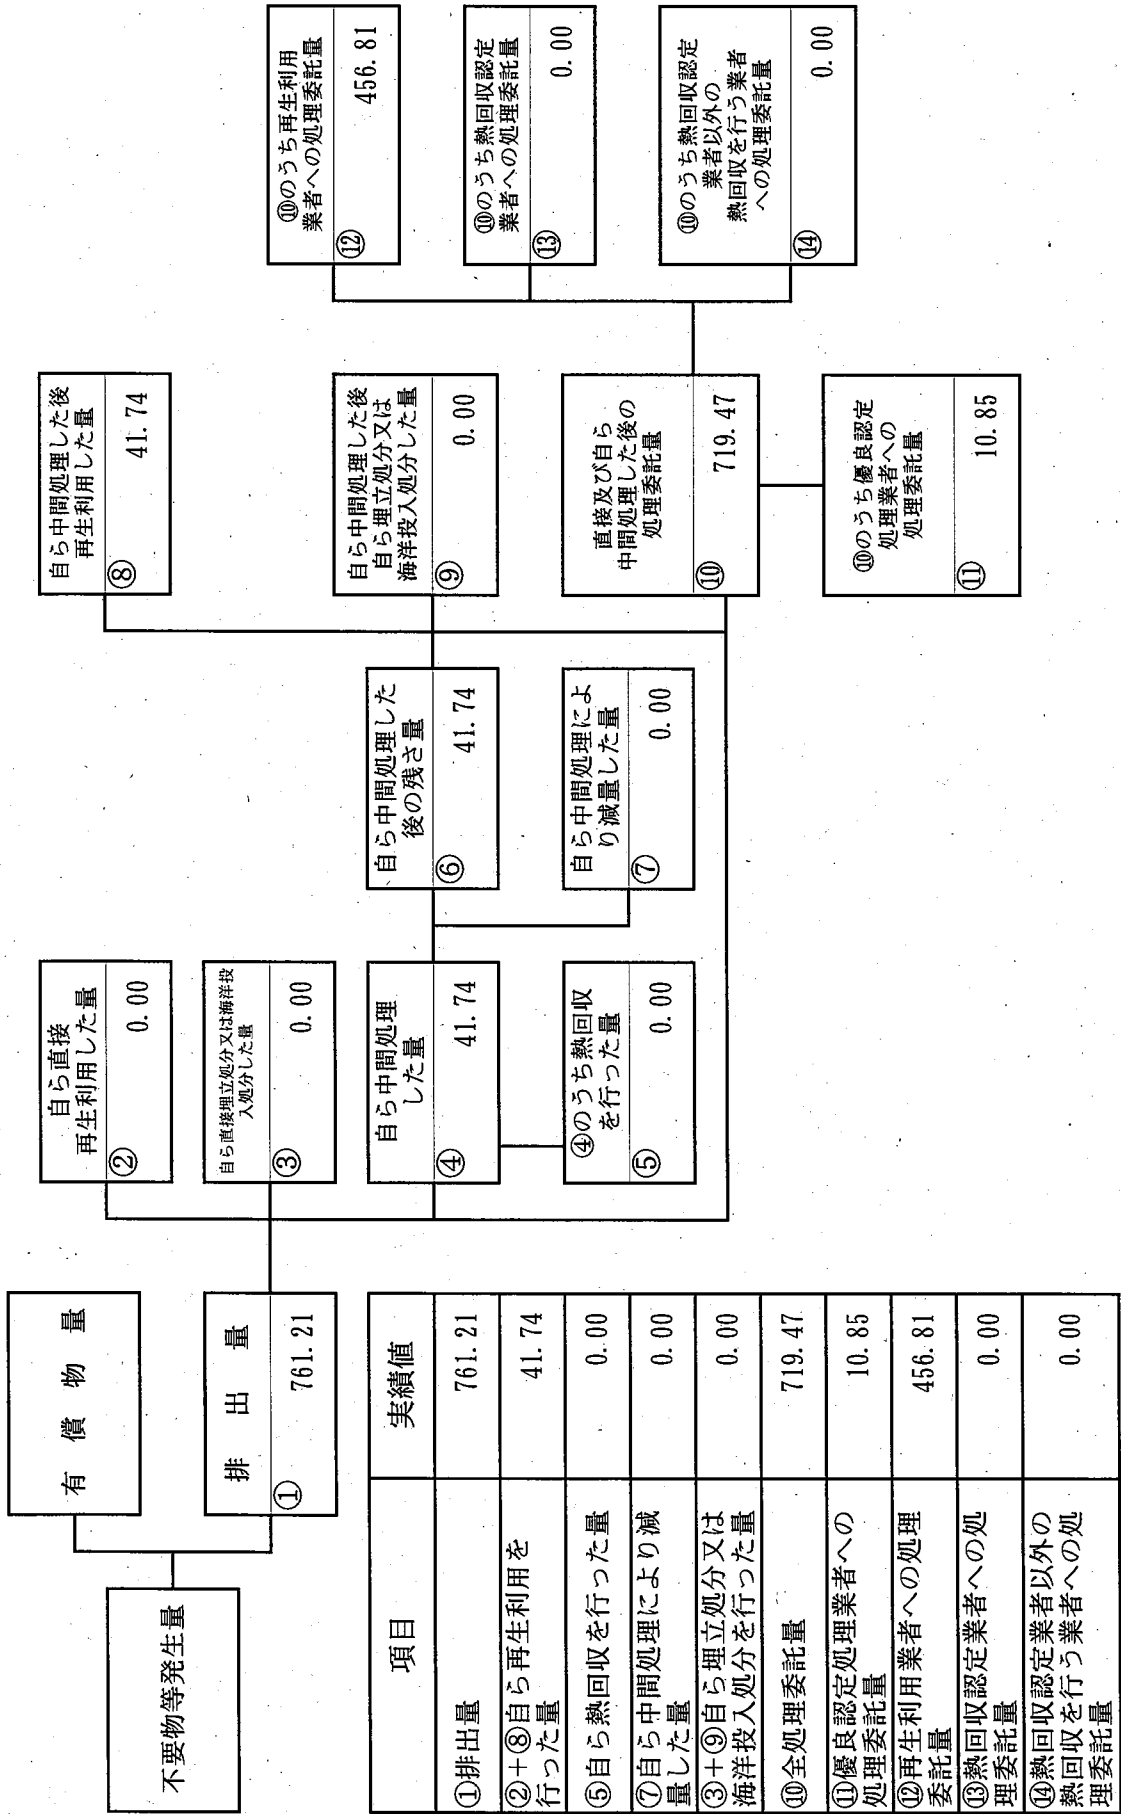 不要物等発生量
有償物量
排出量
①
761.21
自ら直接
再生利用した量
②
0.00
自ら直接埋立処分又は海洋投
入処分した量
③
0.00
自ら中間処理
した量
④
41.74
④のうち熱回収
を行った量
⑤
0.00
自ら中間処理した
後の残さ量
⑥
41.74
自ら中間処理によ
り減量した量
⑦
0.00
自ら中間処理した後
再生利用した量
⑧
41.74
自ら中間処理した後
自ら埋立処分又は
海洋投入処分した量
⑨
0.00
直接及び自ら
中間処理した後の
処理委託量
⑩
719.47
⑩のうち優良認定
処理業者への
処理委託量
⑪
10.85
⑩のうち再生利用
業者への処理委託量
⑫
456.81
⑩のうち熱回収認定
業者への処理委託量
⑬
0.00
⑩のうち熱回収認定
業者以外の
熱回収を行う業者
への処理委託量
⑭
0.00
項目
実績値
①排出量
761.21
②+⑧自ら再生利用を
行った量
41.74
⑤自ら熱回収を行った量
0.00
⑦自ら中間処理により減
量した量
0.00
③+⑨自ら埋立処分又は
海洋投入処分を行った量
0.00
⑩全処理委託量
719.47
⑪優良認定処理業者への
処理委託量
10.85
⑫再生利用業者への処理
委託量
456.81
⑬熱回収認定業者への処
理委託量
0.00
⑭熱回収認定業者以外の
熱回収を行う業者への処
理委託量
0.00